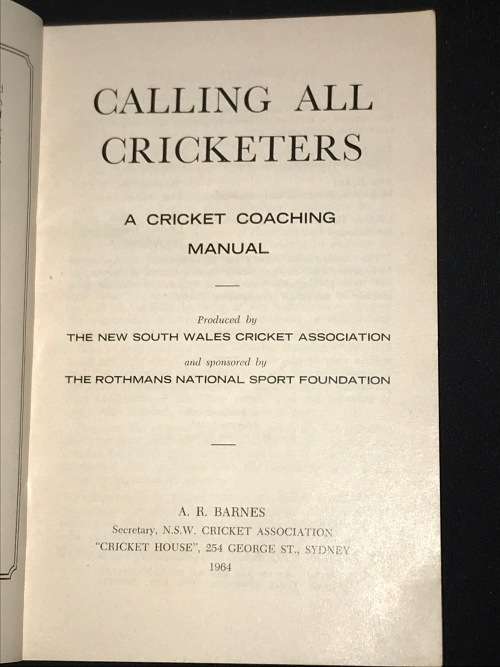 CALLING ALL
CRICKETERS
A CRICKET COACHING
MANUAL
Produced by
THE NEW SOUTH WALES CRICKET ASSOCIATION
and sponsored by
THE ROTHMANS NATIONAL SPORT FOUNDATION
A. R. BARNES
Secretary, N.S.W. CRICKET ASSOCIATION
"CRICKET HOUSE", 254 GEORGE ST., SYDNEY
1964